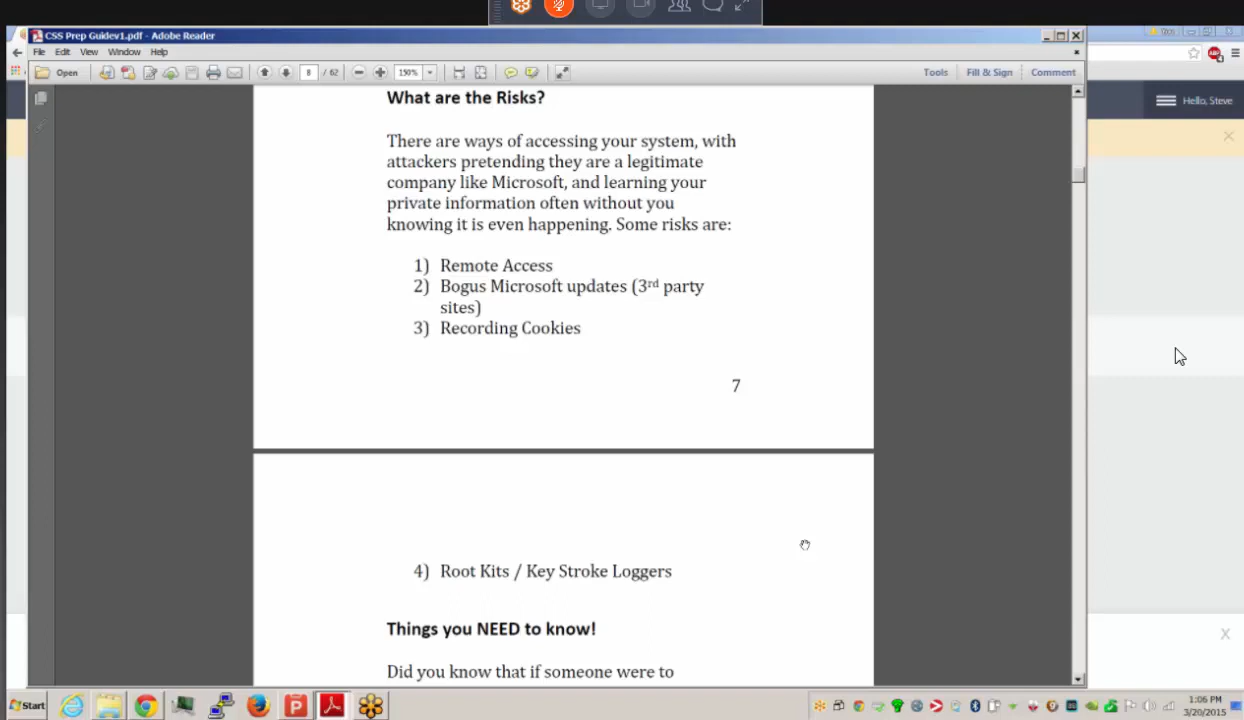 CSS Prep Guidev1.pdf - Adobe Reader
File Edit View Window Help
Open 8 / 62 150% Tools Fill & Sign Comment
Hello, Steve
What are the Risks?
There are ways of accessing your system, with
attackers pretending they are a legitimate
company like Microsoft, and learning your
private information often without you
knowing it is even happening. Some risks are:
1) Remote Access
2) Bogus Microsoft updates (3rd party
sites)
3) Recording Cookies
7
4) Root Kits / Key Stroke Loggers
Things you NEED to know!
Did you know that if someone were to
Start
1:06 PM
3/20/2015